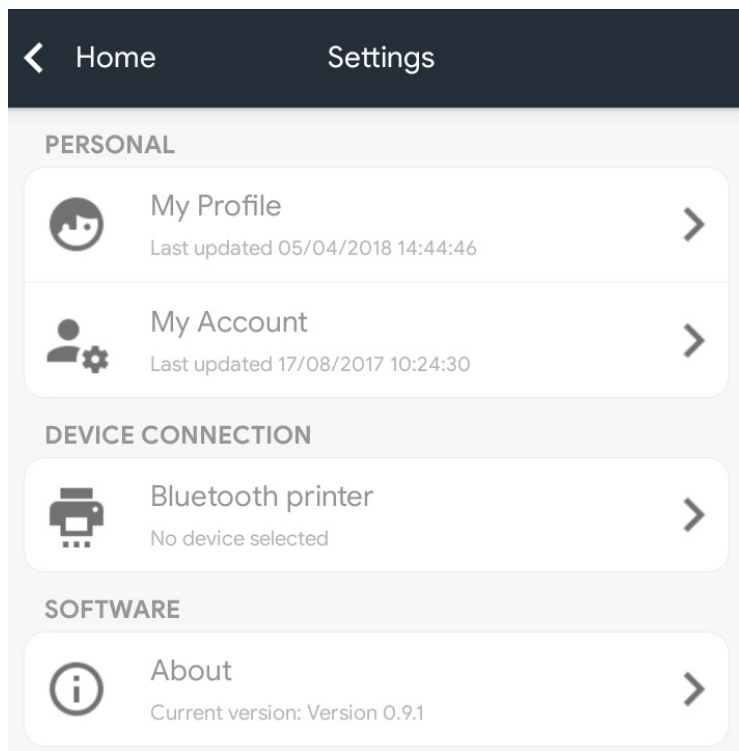 Home Settings
PERSONAL
My Profile
Last updated 05/04/2018 14:44:46
My Account
Last updated 17/08/2017 10:24:30
DEVICE CONNECTION
Bluetooth printer
No device selected
SOFTWARE
About
Current version: Version 0.9.1